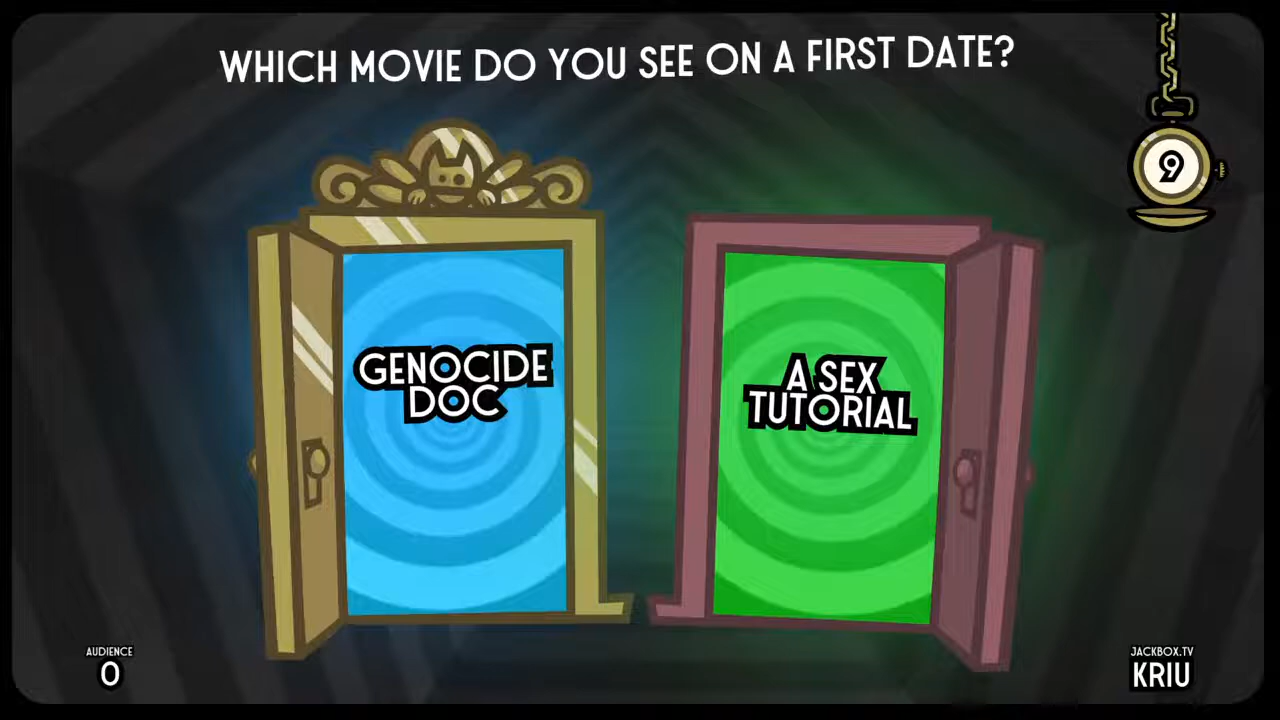 WHICH MOVIE DO YOU SEE ON A FIRST DATE?
9
GENOCIDE
DOC
A SEX
TUTORIAL
AUDIENCE
0
JACKBOX.TV
KRIU